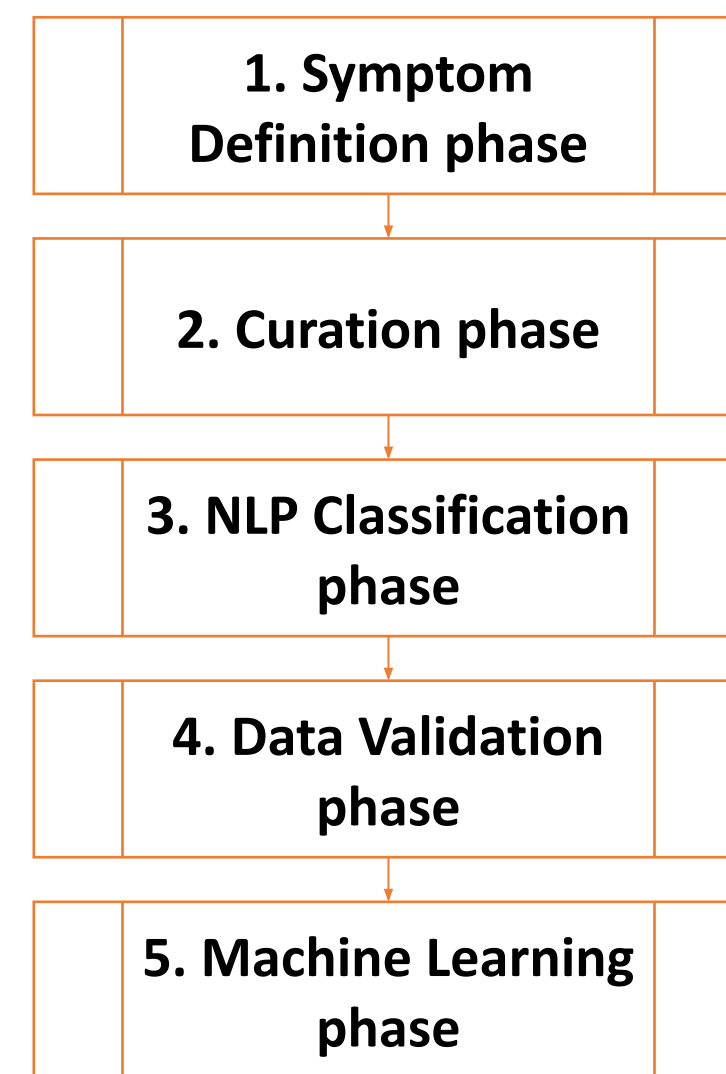 1. Symptom
Definition phase
2. Curation phase
3. NLP Classification
phase
4. Data Validation
phase
5. Machine Learning
phase